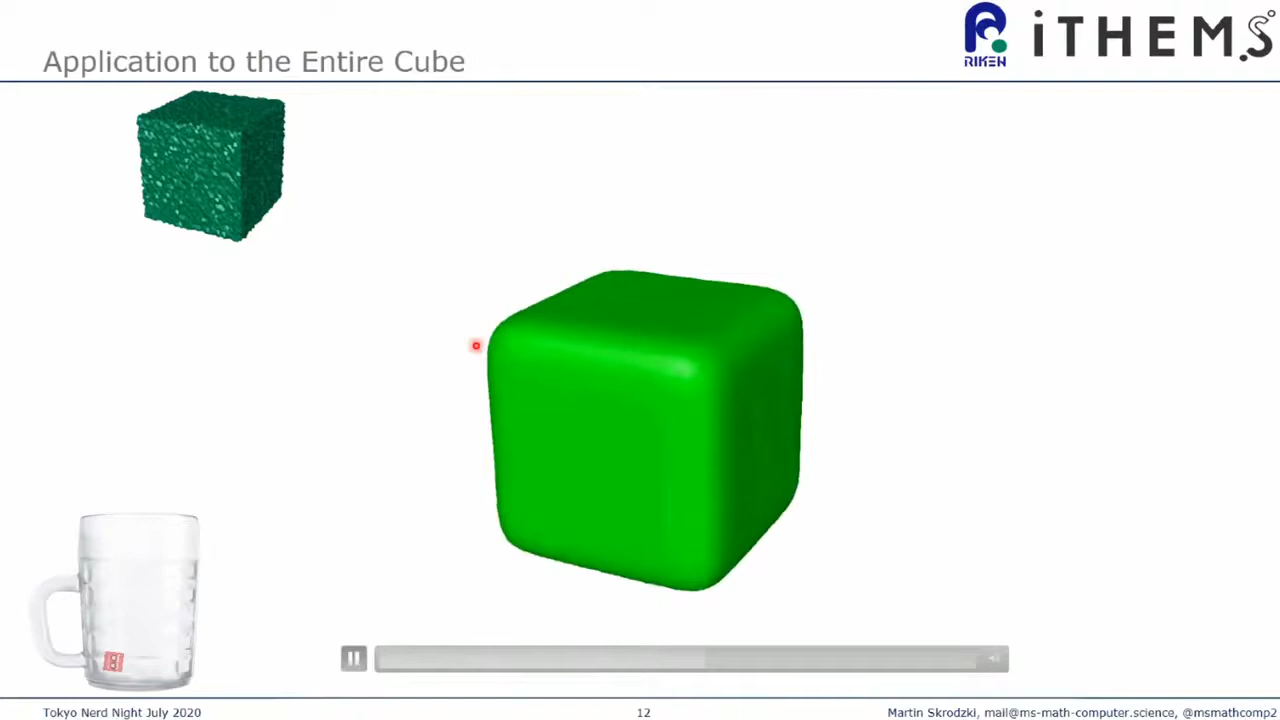 RIKEN
iTHEMS
Application to the Entire Cube
Tokyo Nerd Night July 2020
12
Martin Skrodzki, mail@ms-math-computer.science, @msmathcomp2